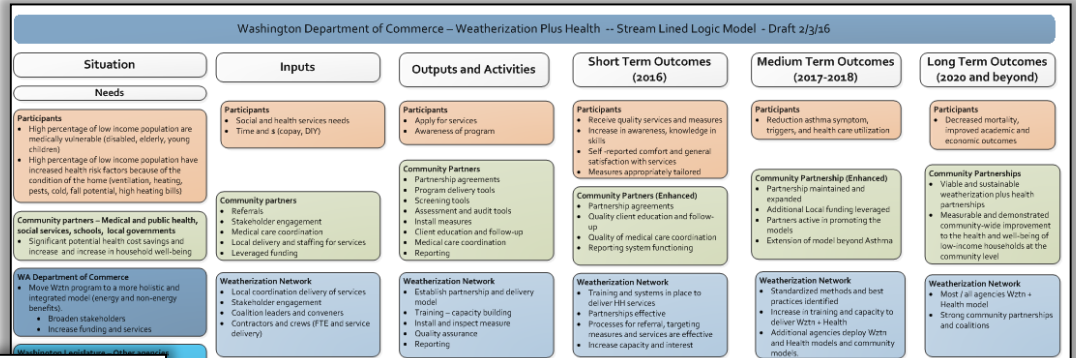 Washington Department of Commerce – Weatherization Plus Health -- Stream Lined Logic Model - Draft 2/3/16
Situation
Needs
Participants
• High percentage of low income population are
medically vulnerable (disabled, elderly, young
children)
• High percentage of low income population have
increased health risk factors because of the
condition of the home (ventilation, heating,
pests, cold, fall potential, high heating bills)
Community partners – Medical and public health,
social services, schools, local governments
• Significant potential health cost savings and
increase and increase in household well-being
WA Department of Commerce
• Move Wztn program to a more holistic and
integrated model (energy and non-energy
benefits).
• Broaden stakeholders
• Increase funding and services
Washington Legislature – Other agencies
Inputs
Participants
• Social and health services needs
• Time and $ (copay, DIY)
Community partners
• Referrals
• Stakeholder engagement
• Medical care coordination
• Local delivery and staffing for services
• Leveraged funding
Weatherization Network
• Local coordination delivery of services
• Stakeholder engagement
• Coalition leaders and conveners
• Contractors and crews (FTE and service
delivery)
Outputs and Activities
Participants
• Apply for services
• Awareness of program
Community Partners
• Partnership agreements
• Program delivery tools
• Screening tools
• Assessment and audit tools
• Install measures
• Client education and follow-up
• Medical care coordination
• Reporting
Weatherization Network
• Establish partnership and delivery
model
• Training – capacity building
• Install and inspect measure
• Quality assurance
• Reporting
Short Term Outcomes
(2016)
Participants
• Receive quality services and measures
• Increase in awareness, knowledge in
skills
• Self -reported comfort and general
satisfaction with services
• Measures appropriately tailored
Community Partners (Enhanced)
• Partnership agreements
• Quality client education and follow-
up
• Quality of medical care coordination
• Reporting system functioning
Weatherization Network
• Training and systems in place to
deliver HH services
• Partnerships effective
• Processes for referral, targeting
measures and services are effective
• Increase capacity and interest
Medium Term Outcomes
(2017-2018)
Participants
• Reduction asthma symptom,
triggers, and health care utilization
Community Partnership (Enhanced)
• Partnership maintained and
expanded
• Additional Local funding leveraged
• Partners active in promoting the
models
• Extension of model beyond Asthma
Weatherization Network
• Standardized methods and best
practices identified
• Increase in training and capacity to
deliver Wztn + Health
• Additional agencies deploy Wztn
and Health models and community
models.
Long Term Outcomes
(2020 and beyond)
Participants
• Decreased mortality,
improved academic and
economic outcomes
Community Partnerships
• Viable and sustainable
weatherization plus health
partnerships
• Measurable and demonstrated
community-wide improvement
to the health and well-being of
low-income households at the
community level
Weatherization Network
• Most / all agencies Wztn +
Health model
• Strong community partnerships
and coalitions